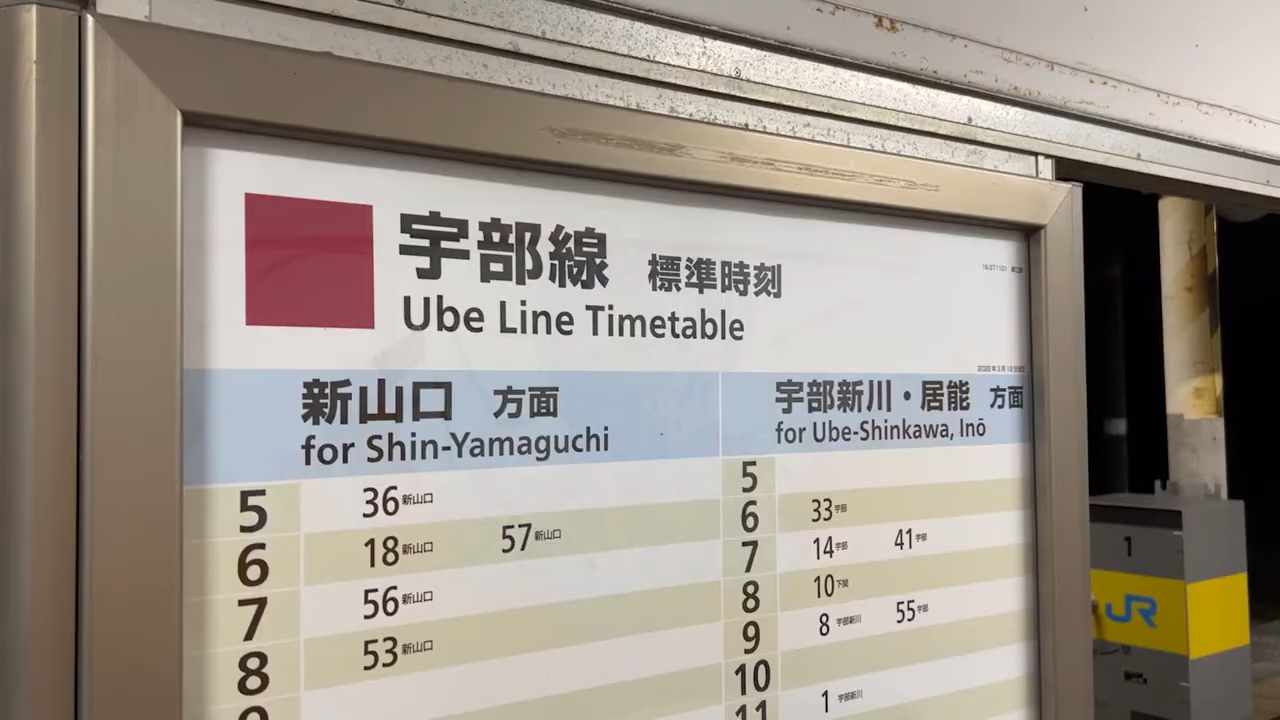 宇部線 標準時刻
Ube Line Timetable
新山口 方面
for Shin-Yamaguchi
5 36新山口
6 18新山口 57新山口
7 56新山口
8 53新山口
9
宇部新川・居能 方面
for Ube-Shinkawa, Inō
5
6 33宇部
7 14宇部 41宇部
8 10下関
9 8宇部新川 55宇部
10
11 1宇部新川
1
JR